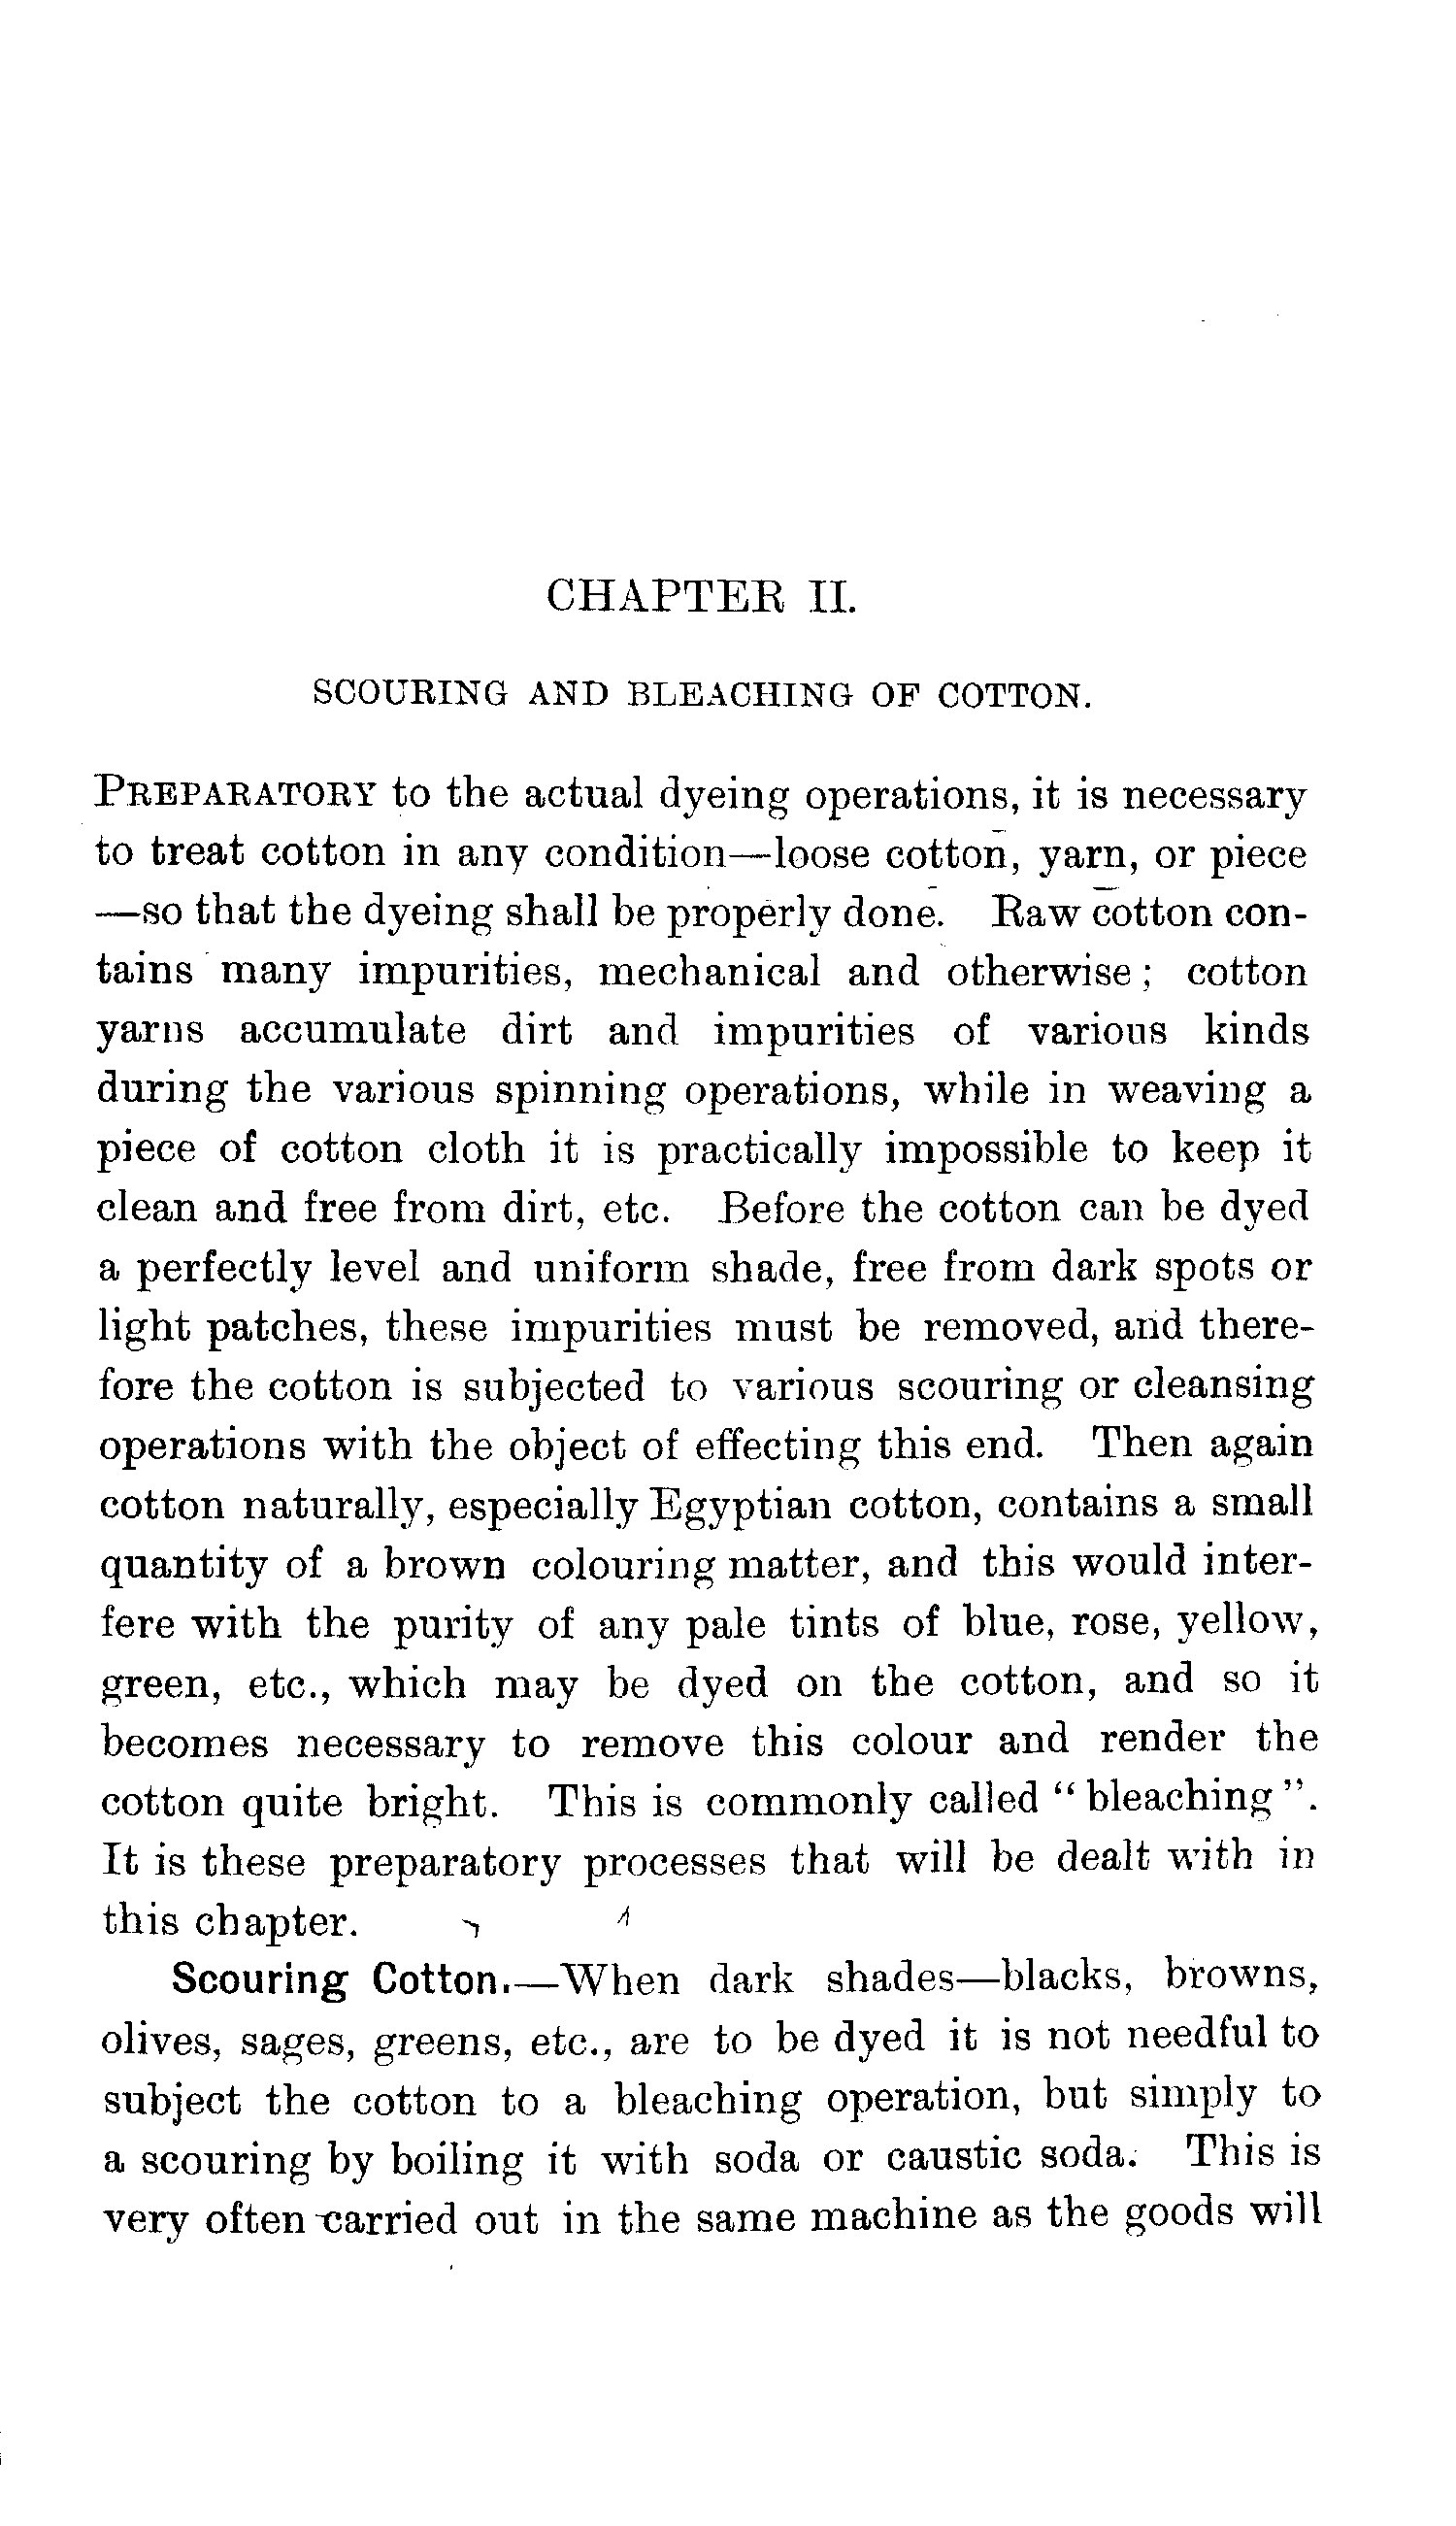 CHAPTER II.
SCOURING AND BLEACHING OF COTTON.
PREPARATORY to the actual dyeing operations, it is necessary
to treat cotton in any condition—loose cotton, yarn, or piece
—so that the dyeing shall be properly done. Raw cotton con-
tains many impurities, mechanical and otherwise; cotton
yarns accumulate dirt and impurities of various kinds
during the various spinning operations, while in weaving a
piece of cotton cloth it is practically impossible to keep it
clean and free from dirt, etc. Before the cotton can be dyed
a perfectly level and uniform shade, free from dark spots or
light patches, these impurities must be removed, and there-
fore the cotton is subjected to various scouring or cleansing
operations with the object of effecting this end. Then again
cotton naturally, especially Egyptian cotton, contains a small
quantity of a brown colouring matter, and this would inter-
fere with the purity of any pale tints of blue, rose, yellow,
green, etc., which may be dyed on the cotton, and so it
becomes necessary to remove this colour and render the
cotton quite bright. This is commonly called "bleaching".
It is these preparatory processes that will be dealt with in
this chapter.
Scouring Cotton.—When dark shades—blacks, browns,
olives, sages, greens, etc., are to be dyed it is not needful to
subject the cotton to a bleaching operation, but simply to
a scouring by boiling it with soda or caustic soda. This is
very often carried out in the same machine as the goods will